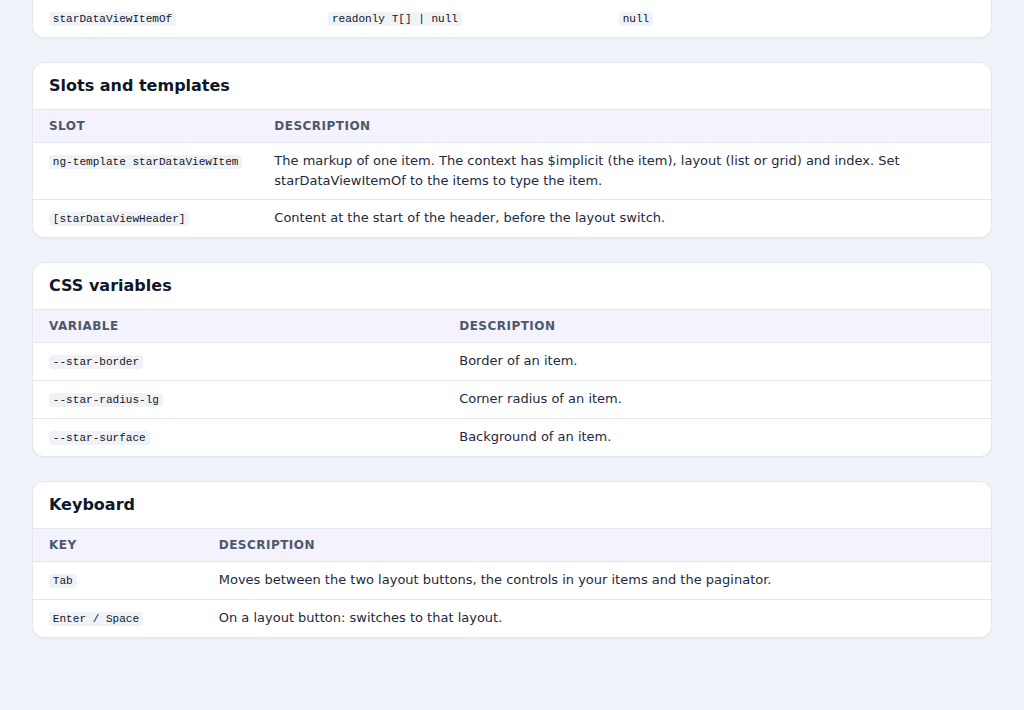 starDataViewItemOf readonly T[] | null null
Slots and templates
SLOT DESCRIPTION
ng-template starDataViewItem The markup of one item. The context has $implicit (the item), layout (list or grid) and index. Set
starDataViewItemOf to the items to type the item.
[starDataViewHeader] Content at the start of the header, before the layout switch.
CSS variables
VARIABLE DESCRIPTION
--star-border Border of an item.
--star-radius-lg Corner radius of an item.
--star-surface Background of an item.
Keyboard
KEY DESCRIPTION
Tab Moves between the two layout buttons, the controls in your items and the paginator.
Enter / Space On a layout button: switches to that layout.